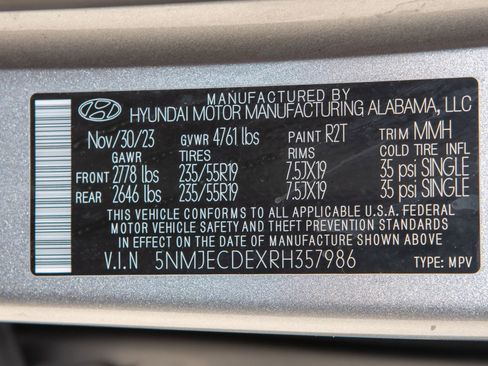 MANUFACTURED BY
HYUNDAI MOTOR MANUFACTURING ALABAMA, LLC
Nov/30/23 GVWR 4761 lbs PAINT R2T TRIM MMH
GAWR TIRES RIMS COLD TIRE INFL
FRONT 2778 lbs 235/55R19 7.5JX19 35 psi SINGLE
REAR 2646 lbs 235/55R19 7.5JX19 35 psi SINGLE
THIS VEHICLE CONFORMS TO ALL APPLICABLE U.S.A. FEDERAL
MOTOR VEHICLE SAFETY AND THEFT PREVENTION STANDARDS
IN EFFECT ON THE DATE OF MANUFACTURE SHOWN ABOVE.
V.I.N 5NMJECDEXRH357986 TYPE: MPV